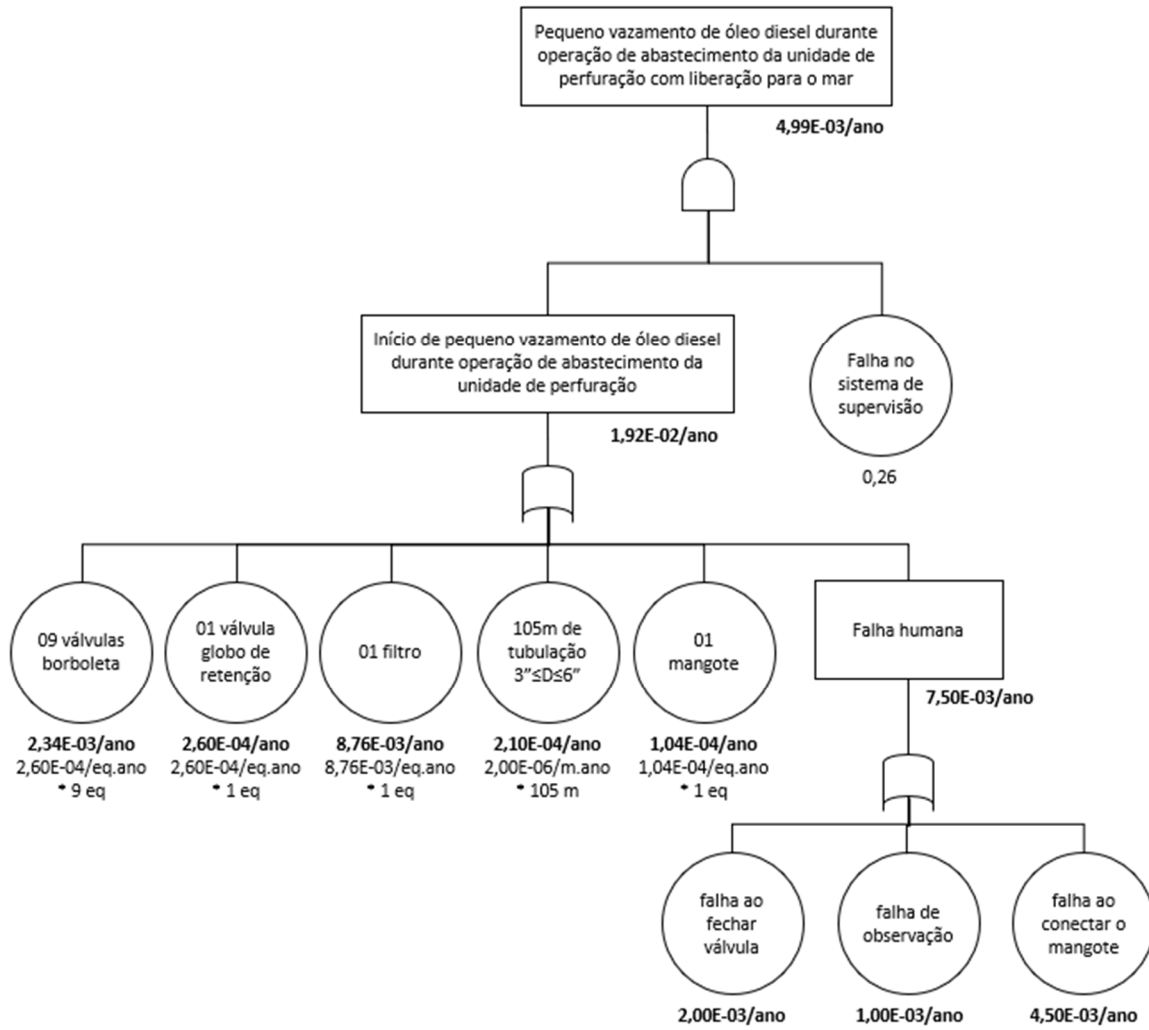 Pequeno vazamento de óleo diesel durante
operação de abastecimento da unidade de
perfuração com liberação para o mar
4,99E-03/ano
Início de pequeno vazamento de óleo diesel
durante operação de abastecimento da
unidade de perfuração
1,92E-02/ano
Falha no
sistema de
supervisão
0,26
09 válvulas
borboleta
2,34E-03/ano
2,60E-04/eq.ano
* 9 eq
01 válvula
globo de
retenção
2,60E-04/ano
2,60E-04/eq.ano
* 1 eq
01 filtro
8,76E-03/ano
8,76E-03/eq.ano
* 1 eq
105m de
tubulação
3”≤D≤6”
2,10E-04/ano
2,00E-06/m.ano
* 105 m
01
mangote
1,04E-04/ano
1,04E-04/eq.ano
* 1 eq
Falha humana
7,50E-03/ano
falha ao
fechar
válvula
2,00E-03/ano
falha de
observação
1,00E-03/ano
falha ao
conectar o
mangote
4,50E-03/ano